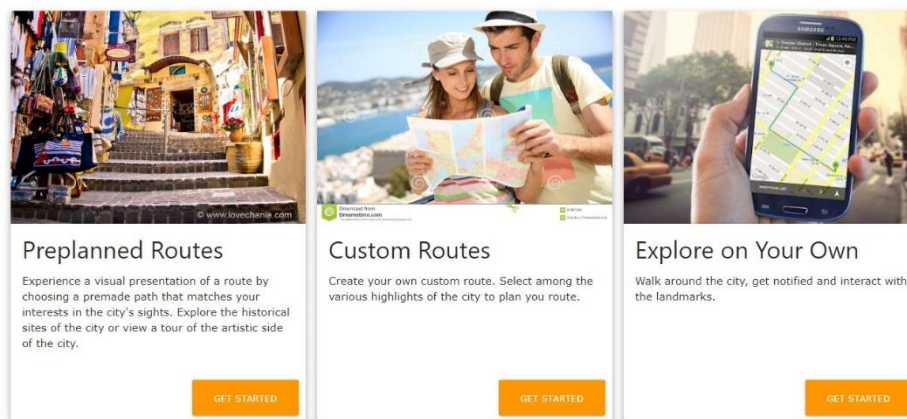 © www.lovechania.com
Download from
Dreamstime.com
SAMSUNG
Preplanned Routes
Experience a visual presentation of a route by
choosing a premade path that matches your
interests in the city's sights. Explore the historical
sites of the city or view a tour of the artistic side
of the city.
GET STARTED
Custom Routes
Create your own custom route. Select among the
various highlights of the city to plan you route.
GET STARTED
Explore on Your Own
Walk around the city, get notified and interact with
the landmarks.
GET STARTED